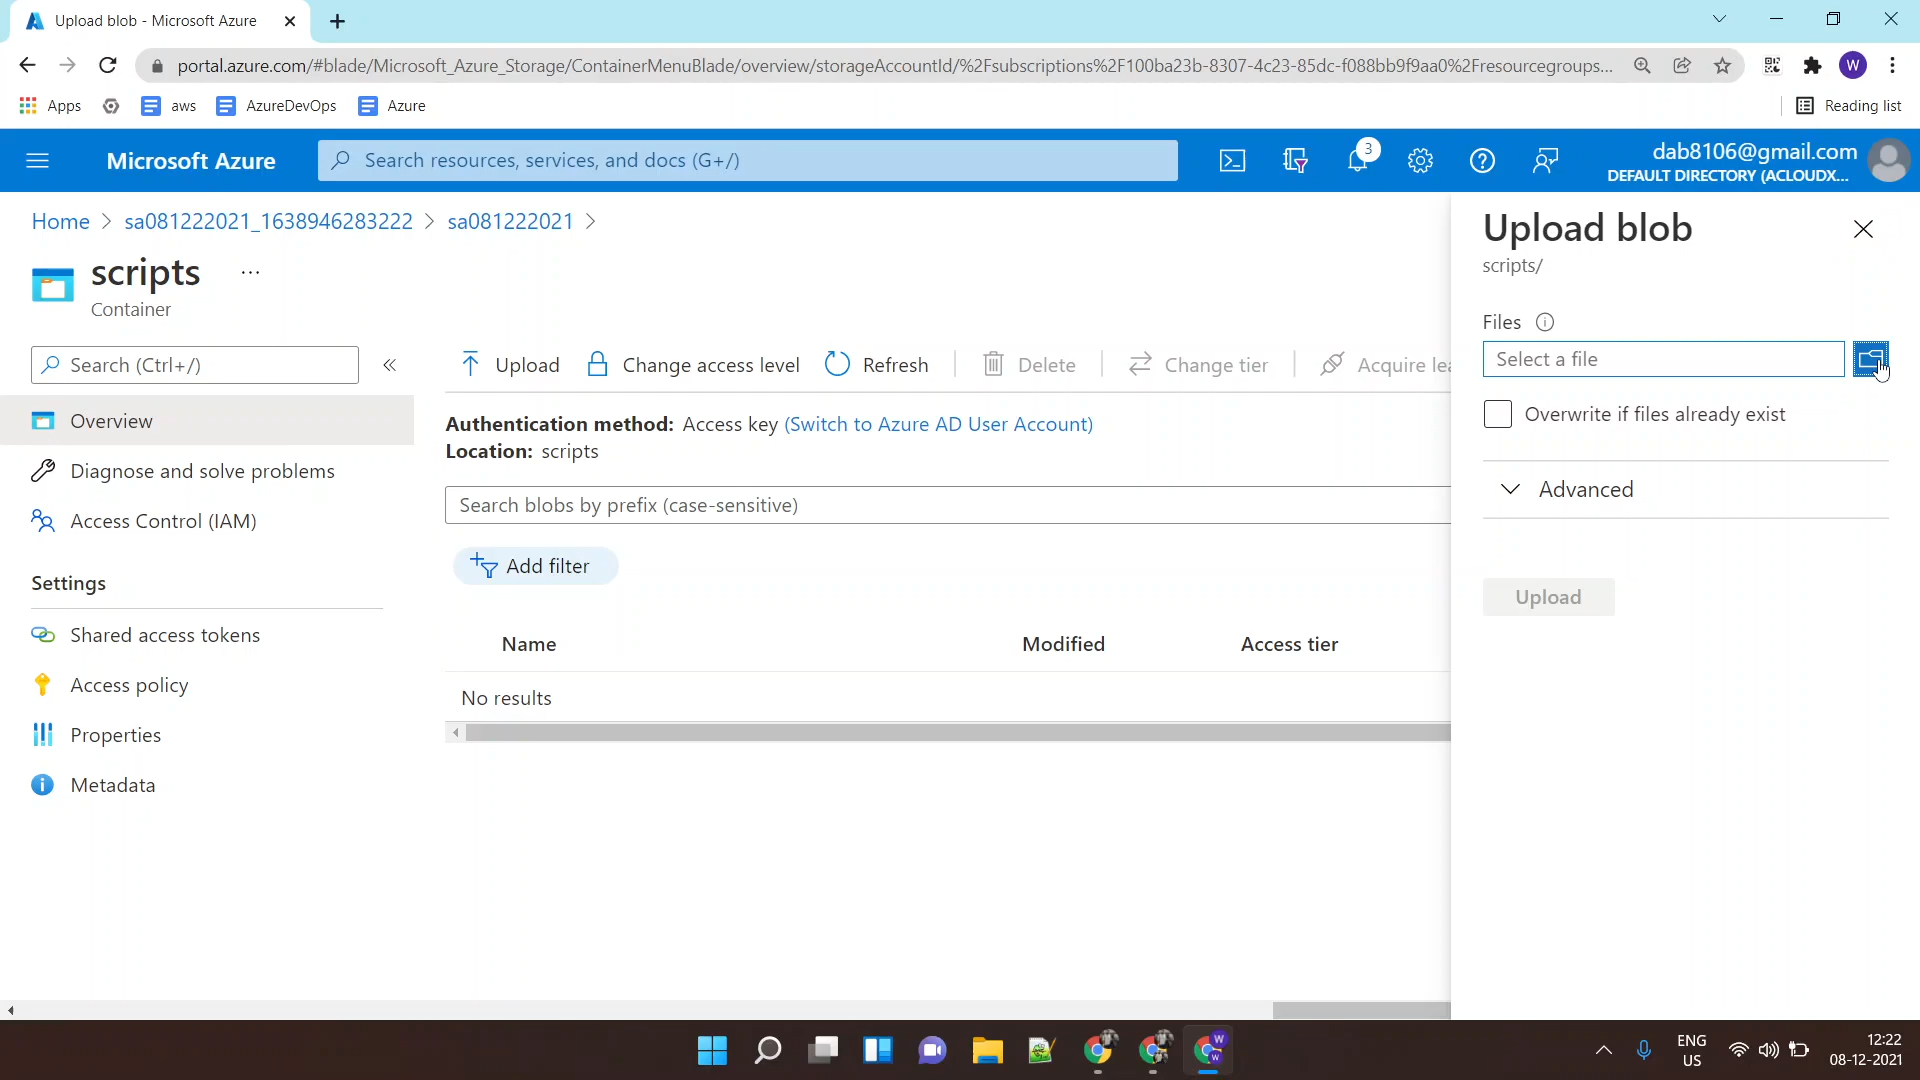 Upload blob - Microsoft Azure
portal.azure.com/#blade/Microsoft_Azure_Storage/ContainerMenuBlade/overview/storageAccountId/%2Fsubscriptions%2F100ba23b-8307-4c23-85dc-f088bb9f9aa0%2Fresourcegroups...
W
Apps
aws
AzureDevOps
Azure
Reading list
Microsoft Azure
Search resources, services, and docs (G+/)
3
dab8106@gmail.com
DEFAULT DIRECTORY (ACLOUDX...
Home > sa081222021_1638946283222 > sa081222021 >
scripts ...
Container
Search (Ctrl+/)
Overview
Diagnose and solve problems
Access Control (IAM)
Settings
Shared access tokens
Access policy
Properties
Metadata
Upload
Change access level
Refresh
Delete
Change tier
Acquire lea
Authentication method: Access key (Switch to Azure AD User Account)
Location: scripts
Search blobs by prefix (case-sensitive)
Add filter
Name Modified Access tier
No results
Upload blob
scripts/
Files
Select a file
Overwrite if files already exist
Advanced
Upload
ENG
US
12:22
08-12-2021